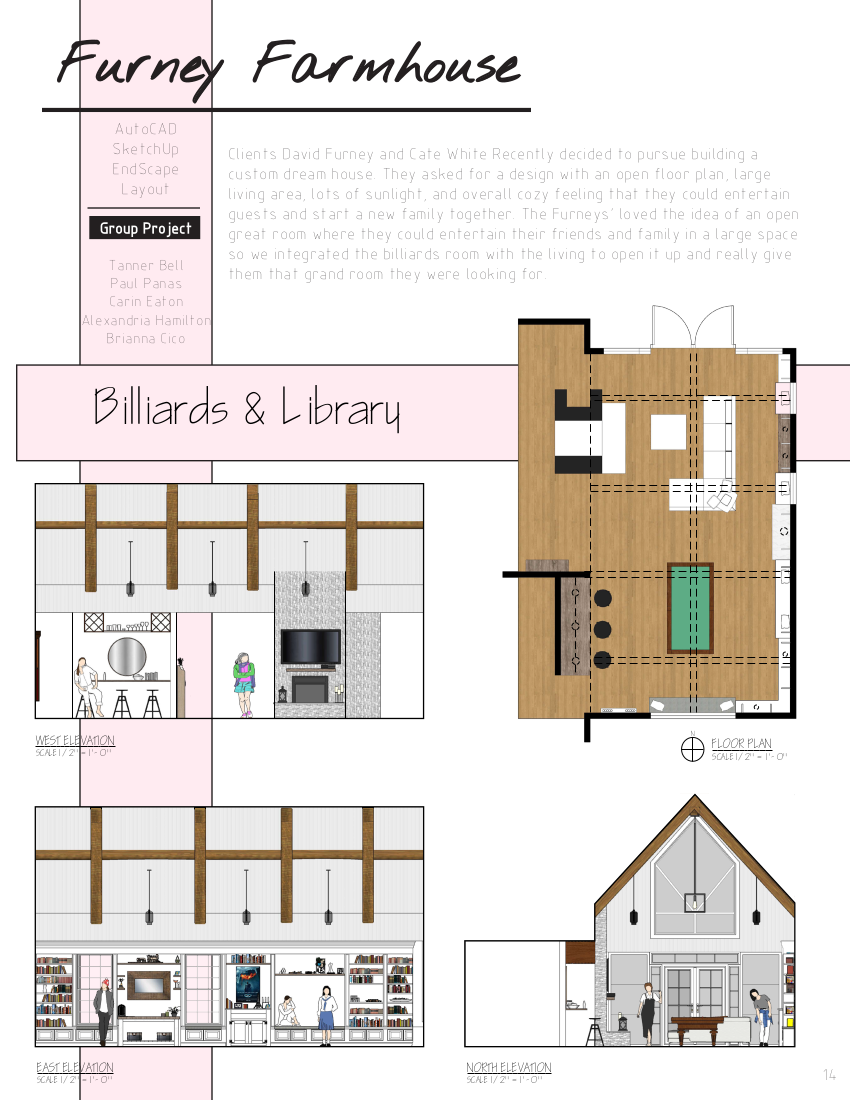 Furney Farmhouse
AutoCAD
SketchUp
EndScape
Layout
Group Project
Tanner Bell
Paul Panas
Carin Eaton
Alexandria Hamilton
Brianna Cico
Clients David Furney and Cate White Recently decided to pursue building a
custom dream house. They asked for a design with an open floor plan, large
living area, lots of sunlight, and overall cozy feeling that they could entertain
guests and start a new family together. The Furneys' loved the idea of an open
great room where they could entertain their friends and family in a large space
so we integrated the billiards room with the living to open it up and really give
them that grand room they were looking for.
Billiards & Library
WEST ELEVATION
SCALE 1/2" = 1'-0"
N
FLOOR PLAN
SCALE 1/2" = 1'-0"
EAST ELEVATION
SCALE 1/2" = 1'-0"
NORTH ELEVATION
SCALE 1/2" = 1'-0"
14